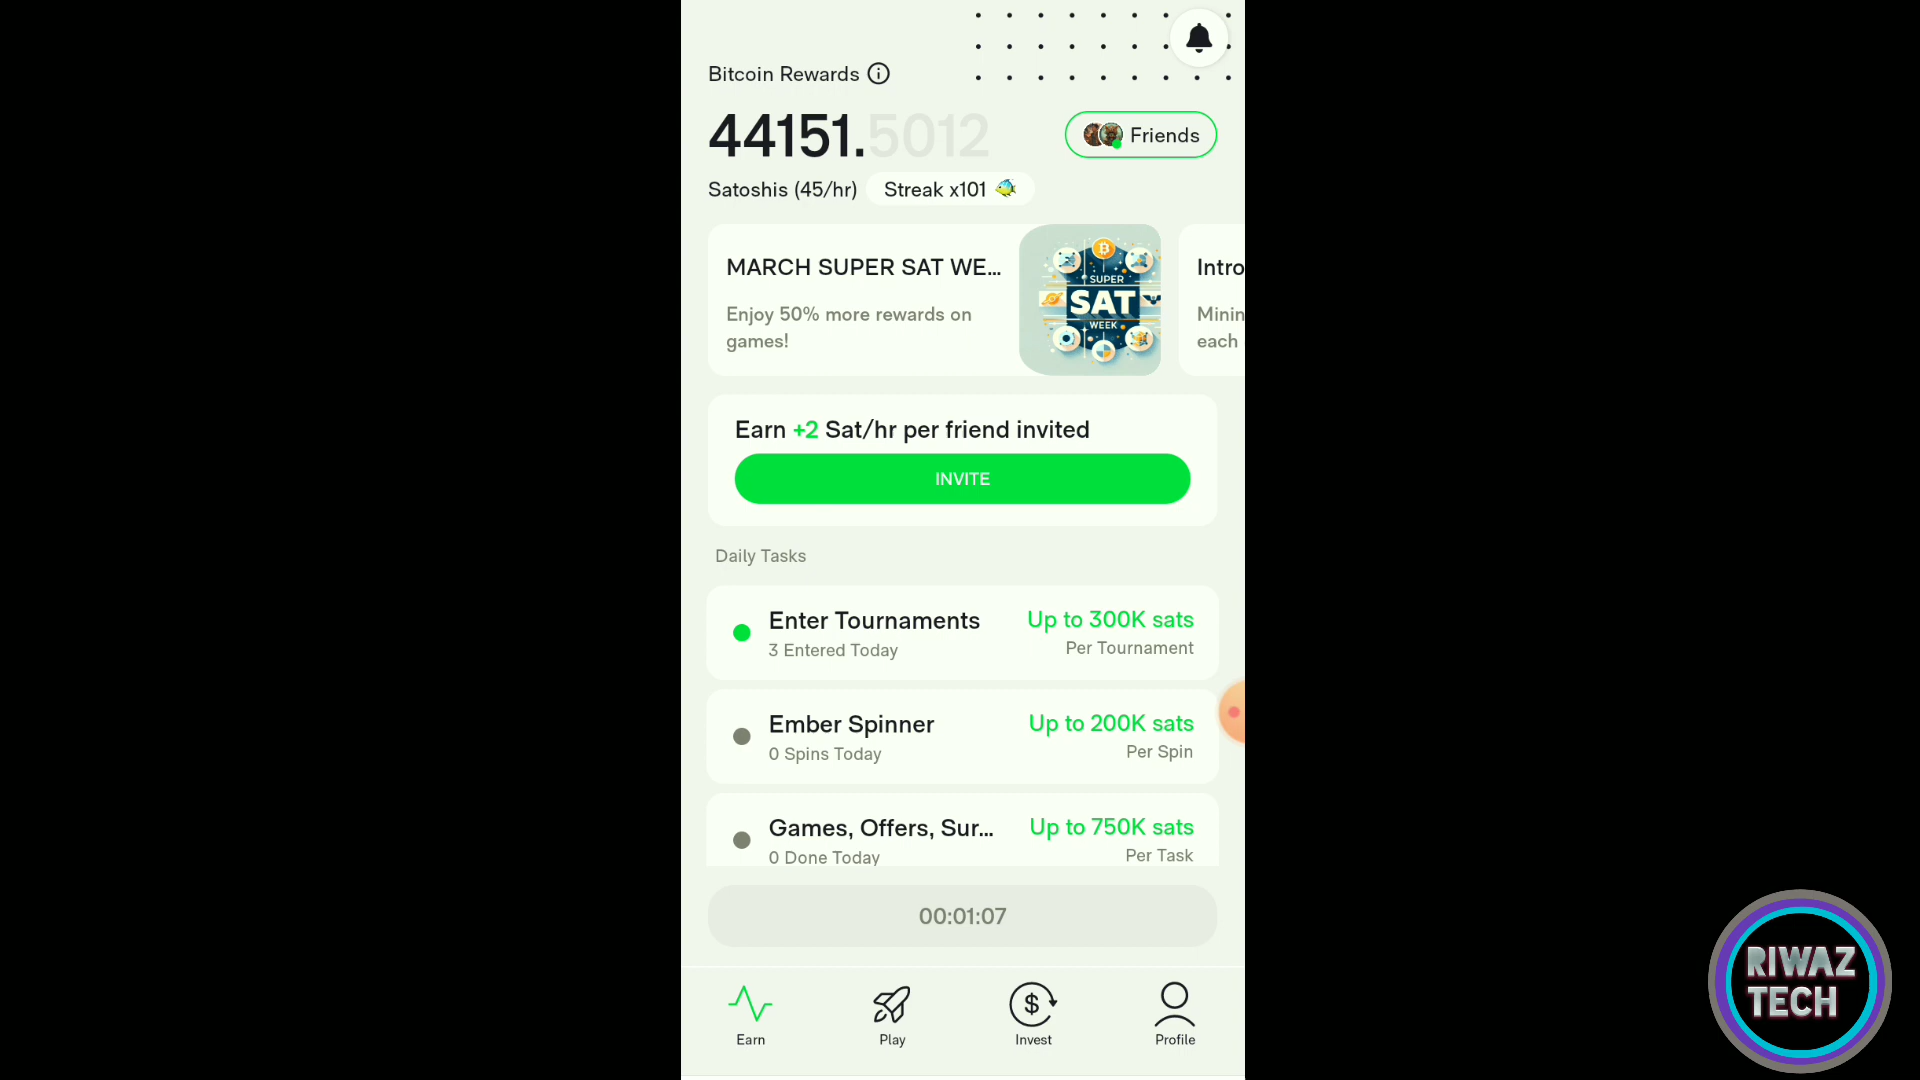 Bitcoin Rewards
44151.5012
Friends
Satoshis (45/hr)
Streak x101
MARCH SUPER SAT WE...
Enjoy 50% more rewards on
games!
SUPER
SAT
WEEK
Intro
Minin
each
Earn +2 Sat/hr per friend invited
INVITE
Daily Tasks
Enter Tournaments
Up to 300K sats
3 Entered Today
Per Tournament
Ember Spinner
Up to 200K sats
0 Spins Today
Per Spin
Games, Offers, Sur...
Up to 750K sats
0 Done Today
Per Task
00:01:07
Earn
Play
Invest
Profile
RIWAZ
TECH